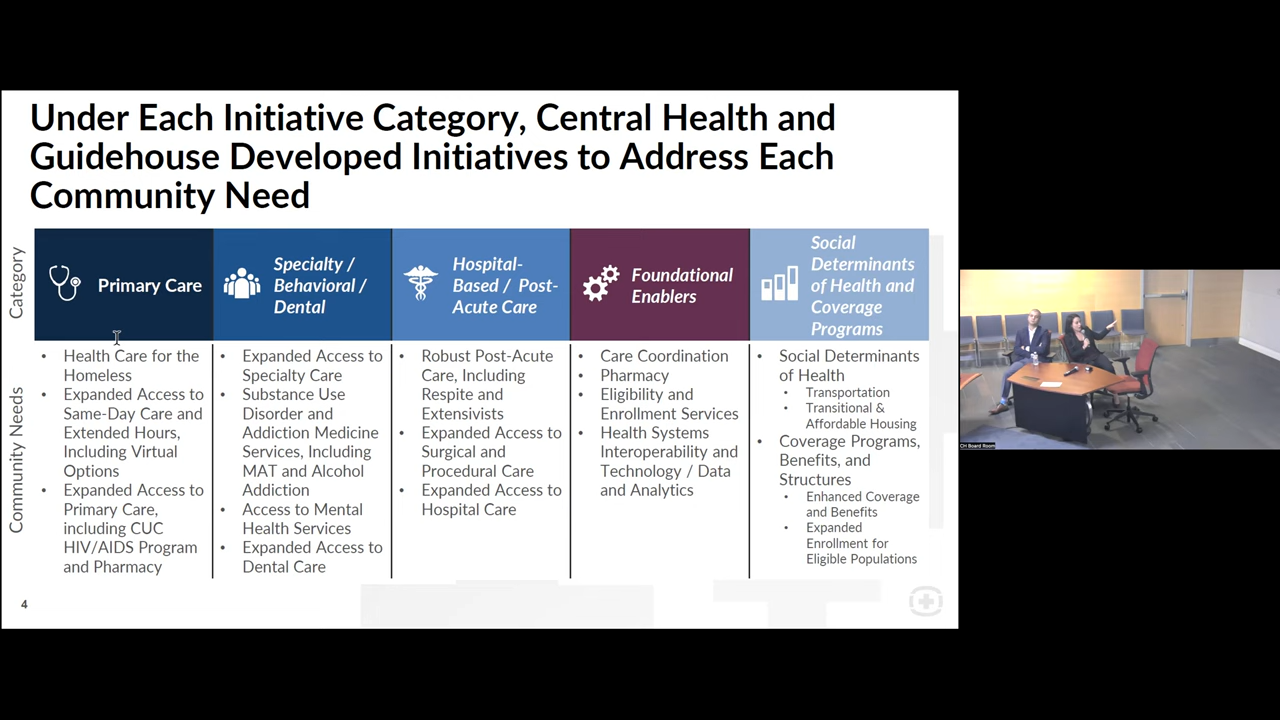 Under Each Initiative Category, Central Health and
Guidehouse Developed Initiatives to Address Each
Community Need
Category
Primary Care
Specialty /
Behavioral /
Dental
Hospital-
Based / Post-
Acute Care
Foundational
Enablers
Social
Determinants
of Health and
Coverage
Programs
Community Needs
• Health Care for the
Homeless
• Expanded Access to
Same-Day Care and
Extended Hours,
Including Virtual
Options
• Expanded Access to
Primary Care,
including CUC
HIV/AIDS Program
and Pharmacy
• Expanded Access to
Specialty Care
• Substance Use
Disorder and
Addiction Medicine
Services, Including
MAT and Alcohol
Addiction
• Access to Mental
Health Services
• Expanded Access to
Dental Care
• Robust Post-Acute
Care, Including
Respite and
Extensivists
• Expanded Access to
Surgical and
Procedural Care
• Expanded Access to
Hospital Care
• Care Coordination
• Pharmacy
• Eligibility and
Enrollment Services
• Health Systems
Interoperability and
Technology / Data
and Analytics
• Social Determinants
of Health
• Transportation
• Transitional &
Affordable Housing
• Coverage Programs,
Benefits, and
Structures
• Enhanced Coverage
and Benefits
• Expanded
Enrollment for
Eligible Populations
4
CH Board Room